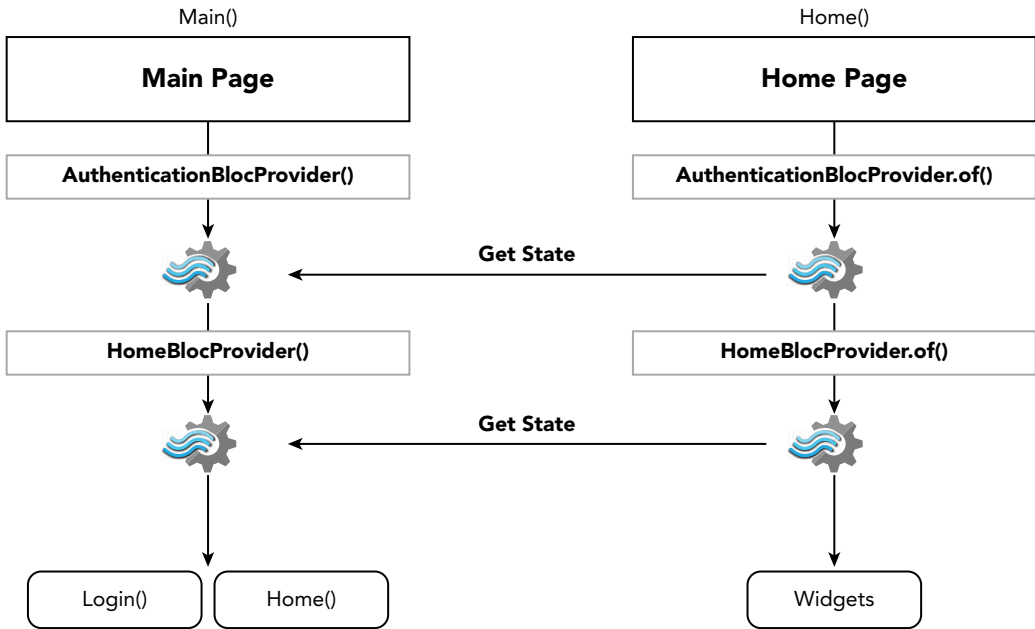 Main()
Main Page
AuthenticationBlocProvider()
HomeBlocProvider()
Login()
Home()
Get State
Get State
Home()
Home Page
AuthenticationBlocProvider.of()
HomeBlocProvider.of()
Widgets